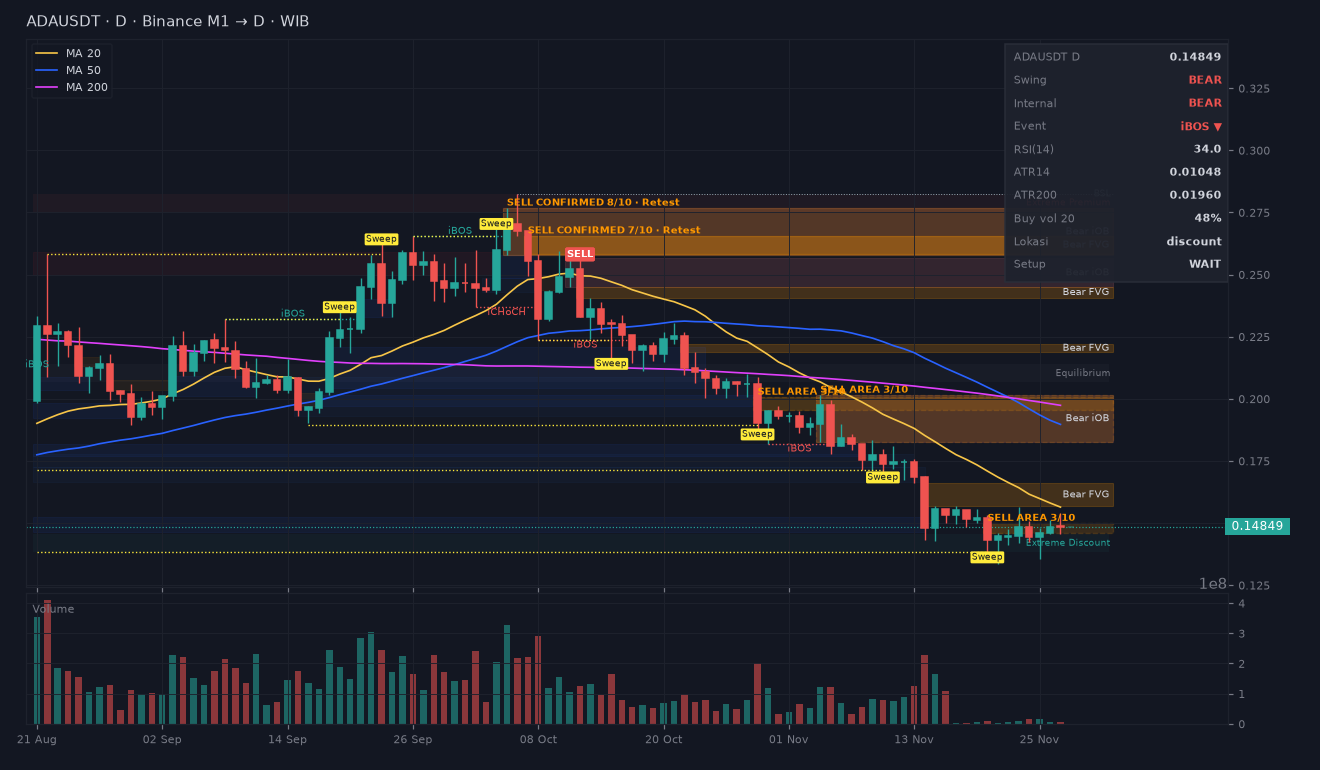 ADAUSDT · D · Binance M1 → D · WIB
MA 20
MA 50
MA 200
ADAUSDT D 0.14849
Swing BEAR
Internal BEAR
Event iBOS ▼
RSI(14) 34.0
ATR14 0.01048
ATR200 0.01960
Buy vol 20 48%
Lokasi discount
Setup WAIT
0.325
0.300
0.275
0.250
0.225
0.200
0.175
0.14849
0.125
SELL CONFIRMED 8/10 · Retest
Sweep
iBOS
SELL CONFIRMED 7/10 · Retest
Sweep
SELL
Bear FVG
Sweep
iBOS
iCHoCH
iBOS
Bear FVG
iBOS
Sweep
Equilibrium
SELL AREA
SELL AREA 3/10
Bear iOB
Sweep
iBOS
Sweep
Bear FVG
SELL AREA 3/10
Extreme Discount
Sweep
1e8
Volume
4
3
2
1
0
21 Aug
02 Sep
14 Sep
26 Sep
08 Oct
20 Oct
01 Nov
13 Nov
25 Nov